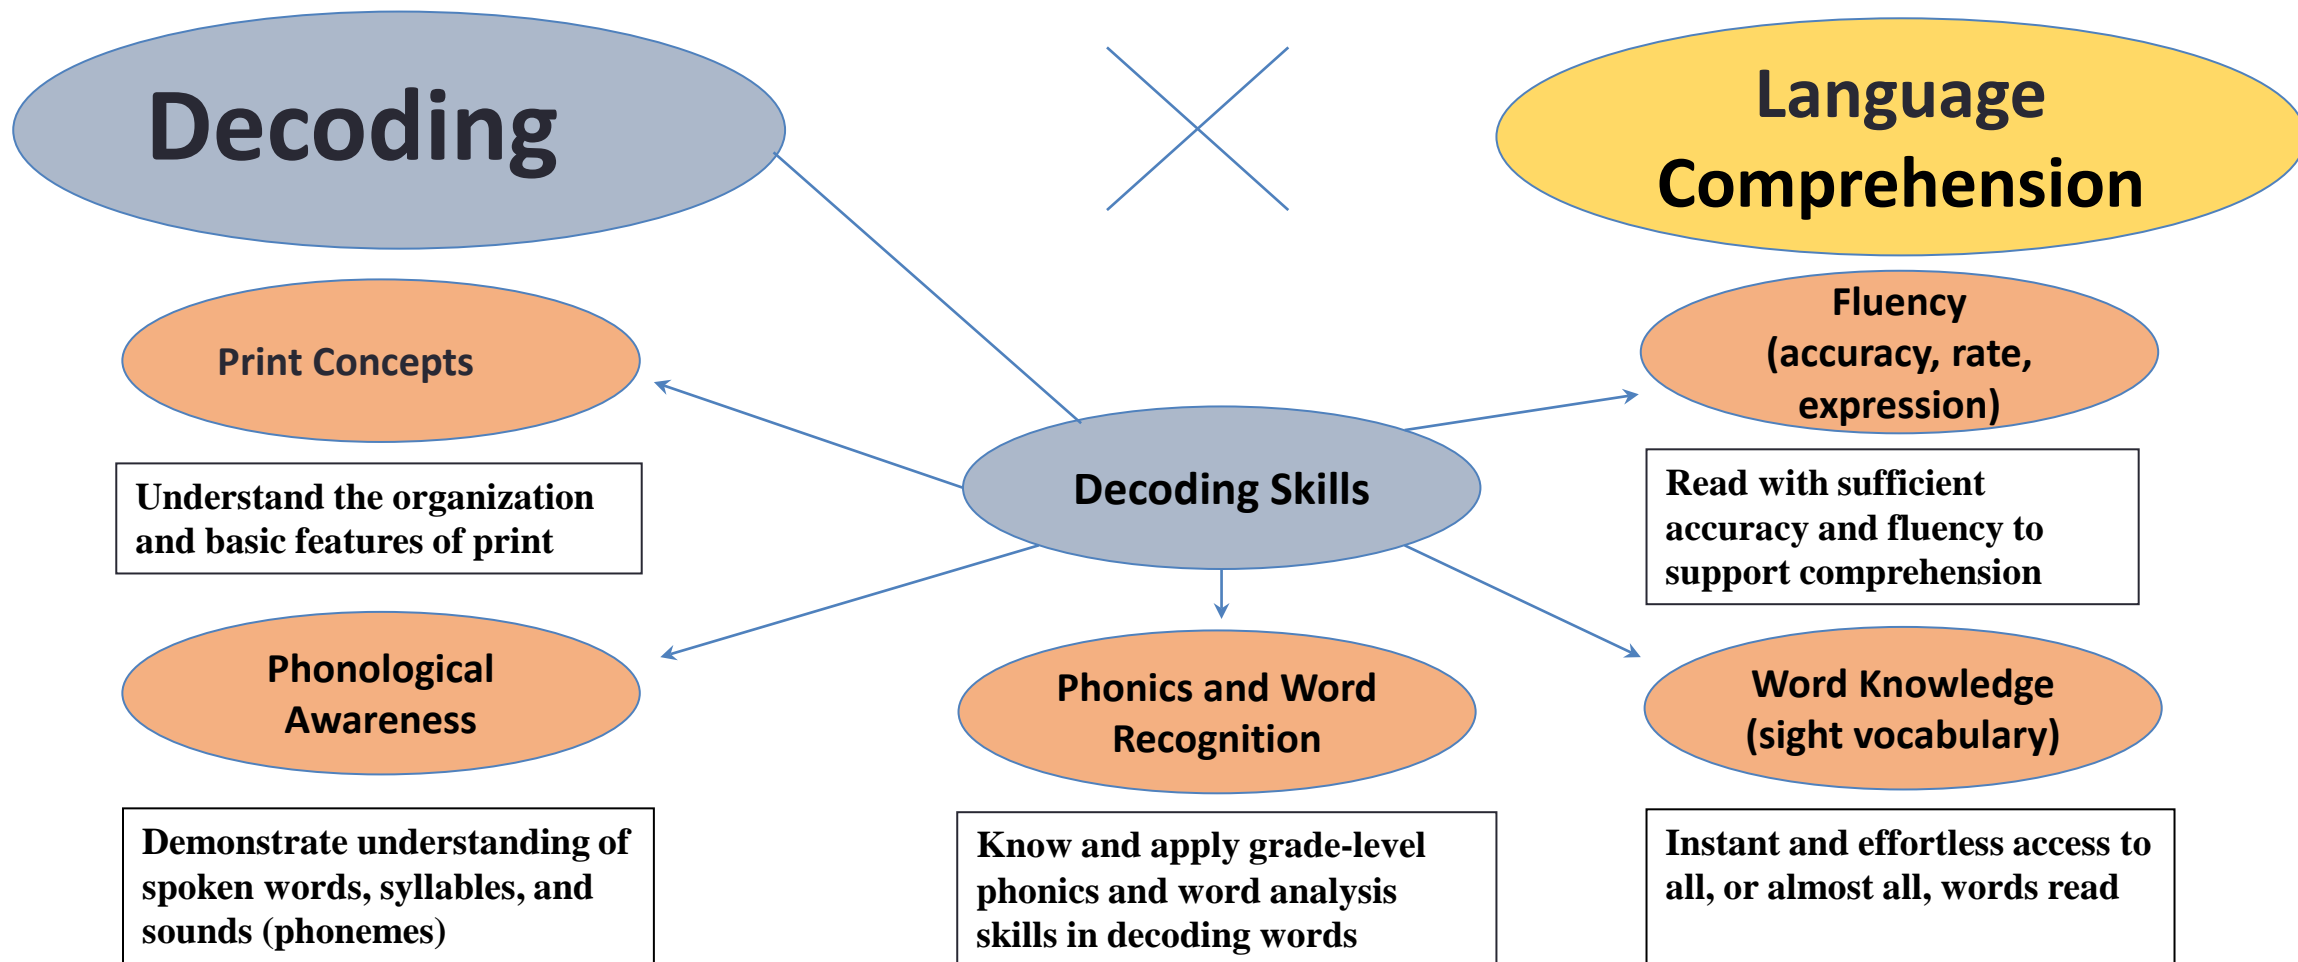 Decoding
Language
Comprehension
Print Concepts
Understand the organization
and basic features of print
Fluency
(accuracy, rate,
expression)
Read with sufficient
accuracy and fluency to
support comprehension
Decoding Skills
Phonological
Awareness
Demonstrate understanding of
spoken words, syllables, and
sounds (phonemes)
Phonics and Word
Recognition
Know and apply grade-level
phonics and word analysis
skills in decoding words
Word Knowledge
(sight vocabulary)
Instant and effortless access to
all, or almost all, words read